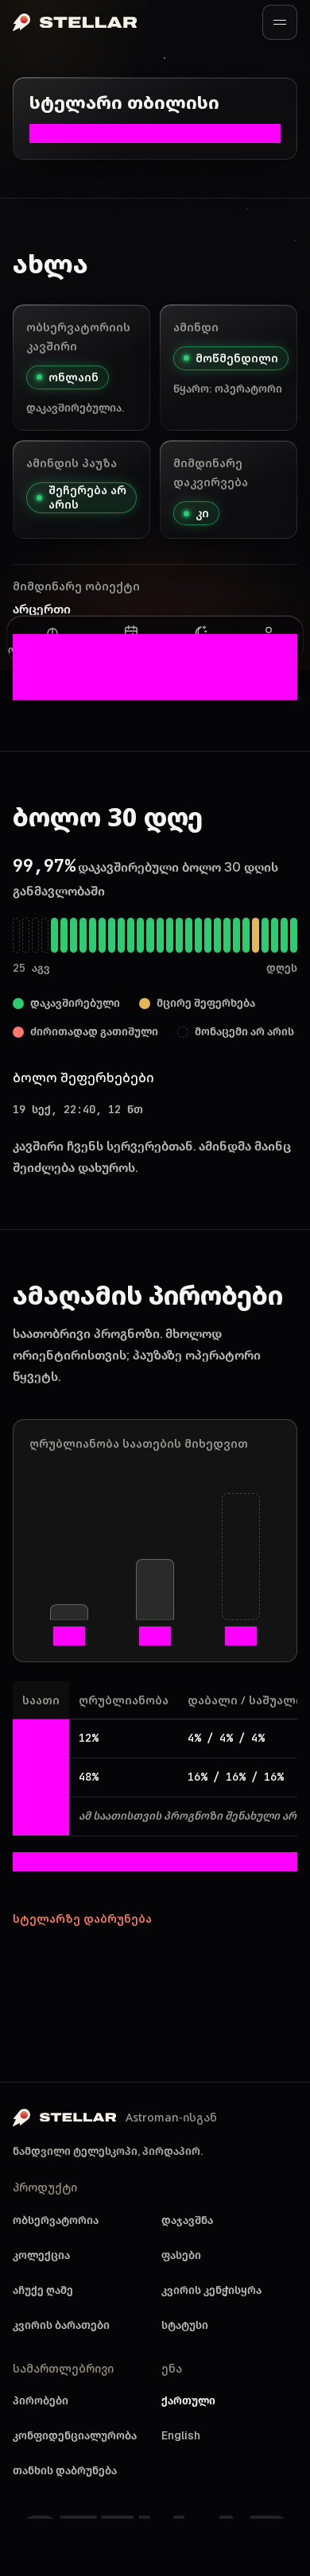 STELLAR
სტელარი თბილისი
ახლა
ობსერვატორიის კავშირი
ონლაინ
დაკავშირებულია.
ამინდი
მოწმენდილი
წყარო: ოპერატორი
ამინდის პაუზა
შეჩერება არ არის
მიმდინარე დაკვირვება
კი
მიმდინარე ობიექტი
არცერთი
ბოლო 30 დღე
99,97% დაკავშირებული ბოლო 30 დღის
განმავლობაში
25 აგვ
დღეს
დაკავშირებული
მცირე შეფერხება
ძირითადად გათიშული
მონაცემი არ არის
ბოლო შეფერხებები
19 სექ, 22:40, 12 წთ
კავშირი ჩვენს სერვერებთან. ამინდმა მაინც
შეიძლება დახუროს.
ამაღამის პირობები
საათობრივი პროგნოზი. მხოლოდ
ორიენტირისთვის; პაუზაზე ოპერატორი
წყვეტს.
ღრუბლიანობა საათების მიხედვით
საათი ღრუბლიანობა დაბალი / საშუალო
12% 4% / 4% / 4%
48% 16% / 16% / 16%
ამ საათისთვის პროგნოზი შენახული არ
სტელარზე დაბრუნება
STELLAR Astroman-ისგან
ნამდვილი ტელესკოპი, პირდაპირ.
პროდუქტი
ობსერვატორია
დაჯავშნა
კოლექცია
ფასები
აჩუქე ღამე
კვირის კენჭისყრა
კვირის ბარათები
სტატუსი
სამართლებრივი
ენა
პირობები
ქართული
კონფიდენციალურობა
English
თანხის დაბრუნება